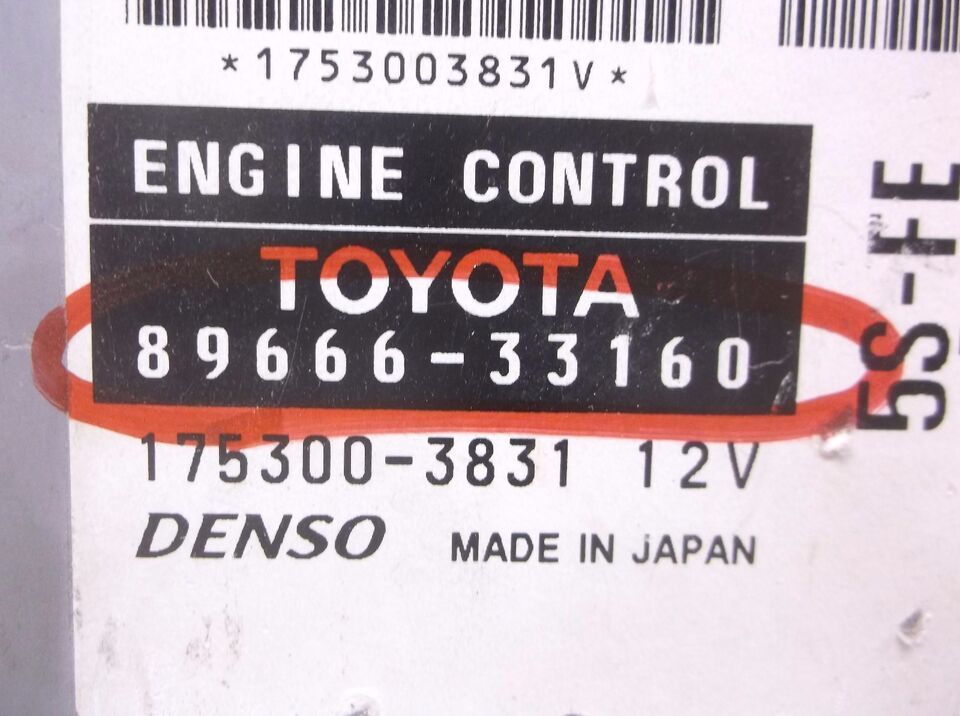 *1753003831V*
ENGINE CONTROL
TOYOTA
89666-33160
175300-3831 12V
DENSO MADE IN JAPAN
5S-FE